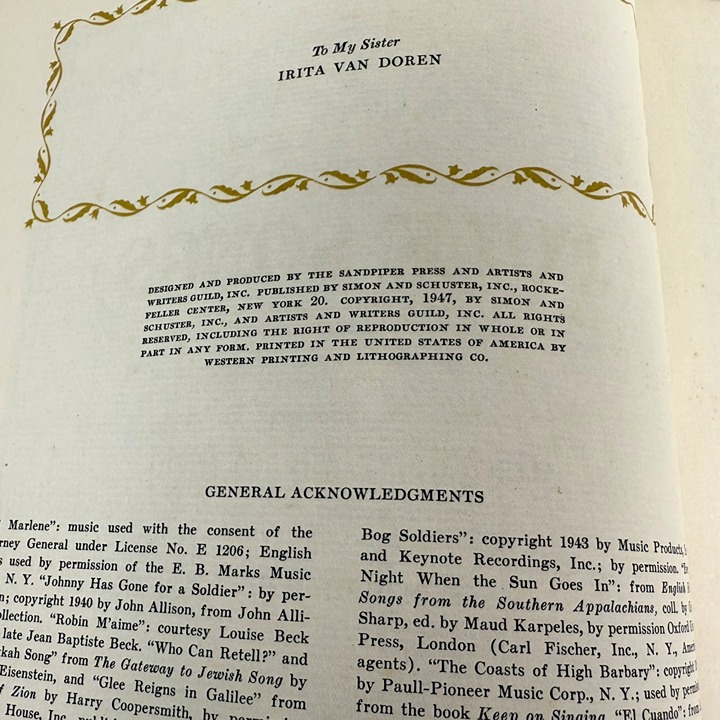 To My Sister
IRITA VAN DOREN
DESIGNED AND PRODUCED BY THE SANDPIPER PRESS AND ARTISTS AND
WRITERS GUILD, INC. PUBLISHED BY SIMON AND SCHUSTER, INC., ROCKE-
FELLER CENTER, NEW YORK 20. COPYRIGHT, 1947, BY SIMON AND
SCHUSTER, INC., AND ARTISTS AND WRITERS GUILD, INC. ALL RIGHTS
RESERVED, INCLUDING THE RIGHT OF REPRODUCTION IN WHOLE OR IN
PART IN ANY FORM. PRINTED IN THE UNITED STATES OF AMERICA BY
WESTERN PRINTING AND LITHOGRAPHING CO.
GENERAL ACKNOWLEDGMENTS
Marlene": music used with the consent of the
rney General under License No. E 1206; English
s used by permission of the E. B. Marks Music
N. Y. "Johnny Has Gone for a Soldier": by per-
n; copyright 1940 by John Allison, from John Alli-
ollection. "Robin M'aime": courtesy Louise Beck
late Jean Baptiste Beck. "Who Can Retell?" and
kah Song" from The Gateway to Jewish Song by
Eisenstein, and "Glee Reigns in Galilee" from
f Zion by Harry Coopersmith, by permission
House, Inc.
Bog Soldiers": copyright 1943 by Music Products,
and Keynote Recordings, Inc.; by permission.
Night When the Sun Goes In": from English
Songs from the Southern Appalachians, coll. by
Sharp, ed. by Maud Karpeles, by permission Oxford
Press, London (Carl Fischer, Inc., N. Y.,
agents). "The Coasts of High Barbary":
by Paull-Pioneer Music Corp., N. Y.; used by
from the book Keep on Singing. "El Cuando":